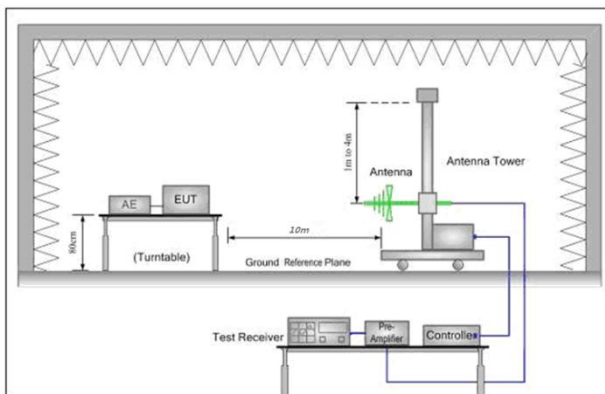 1m to 4m
Antenna
Antenna Tower
AE
EUT
80cm
(Turntable)
10m
Ground Reference Plane
Test Receiver
Pre-
Amplifier
Controller